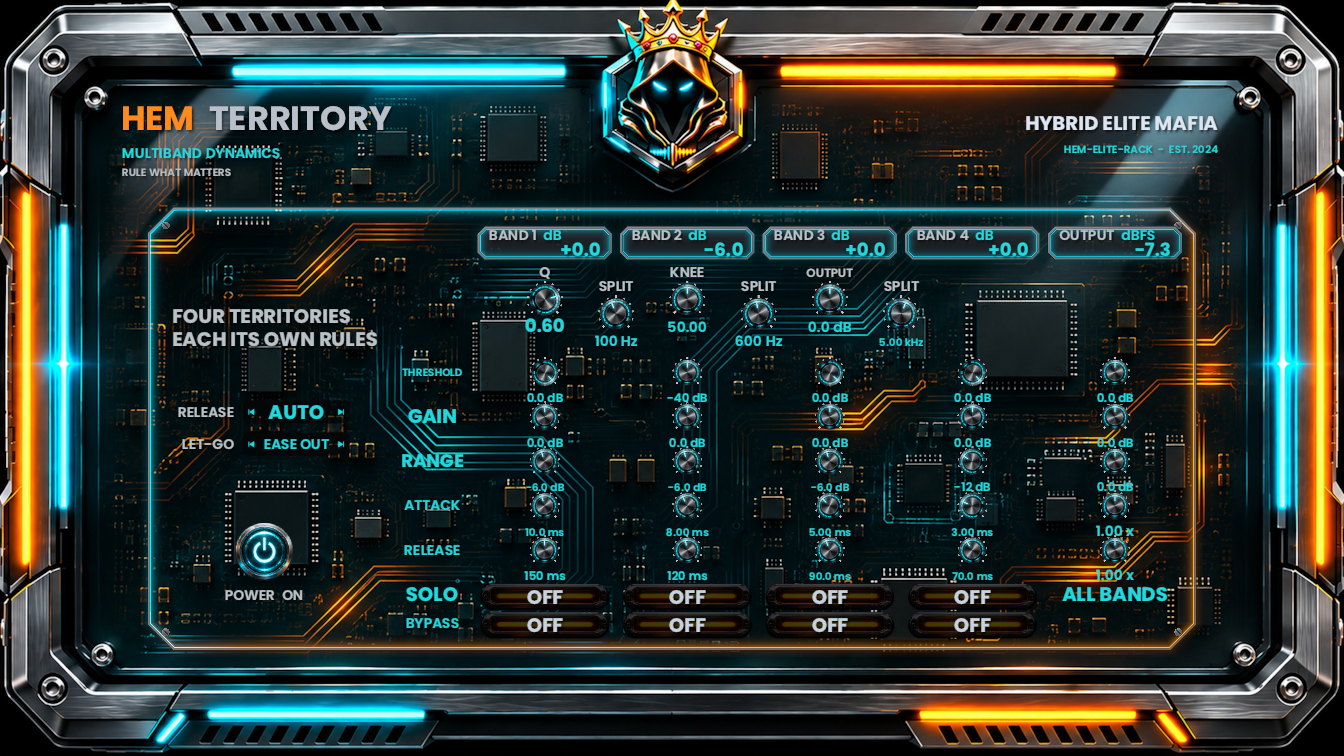 HEM TERRITORY
MULTIBAND DYNAMICS
RULE WHAT MATTERS
HYBRID ELITE MAFIA
HEM-ELITE-RACK - EST. 2024
BAND 1 dB +0.0
BAND 2 dB -6.0
BAND 3 dB +0.0
BAND 4 dB +0.0
OUTPUT dBFS -7.3
Q SPLIT KNEE SPLIT OUTPUT SPLIT
0.60 100 Hz 50.00 600 Hz 0.0 dB 5.00 kHz
FOUR TERRITORIES
EACH ITS OWN RULES
RELEASE AUTO
LET-GO EASE OUT
POWER ON
THRESHOLD
0.0 dB -40 dB 0.0 dB 0.0 dB 0.0 dB
GAIN
0.0 dB 0.0 dB 0.0 dB 0.0 dB 0.0 dB
RANGE
-6.0 dB -6.0 dB -6.0 dB -12 dB 0.0 dB
ATTACK
10.0 ms 8.00 ms 5.00 ms 3.00 ms 1.00 x
RELEASE
150 ms 120 ms 90.0 ms 70.0 ms 1.00 x
SOLO OFF OFF OFF OFF ALL BANDS
BYPASS OFF OFF OFF OFF